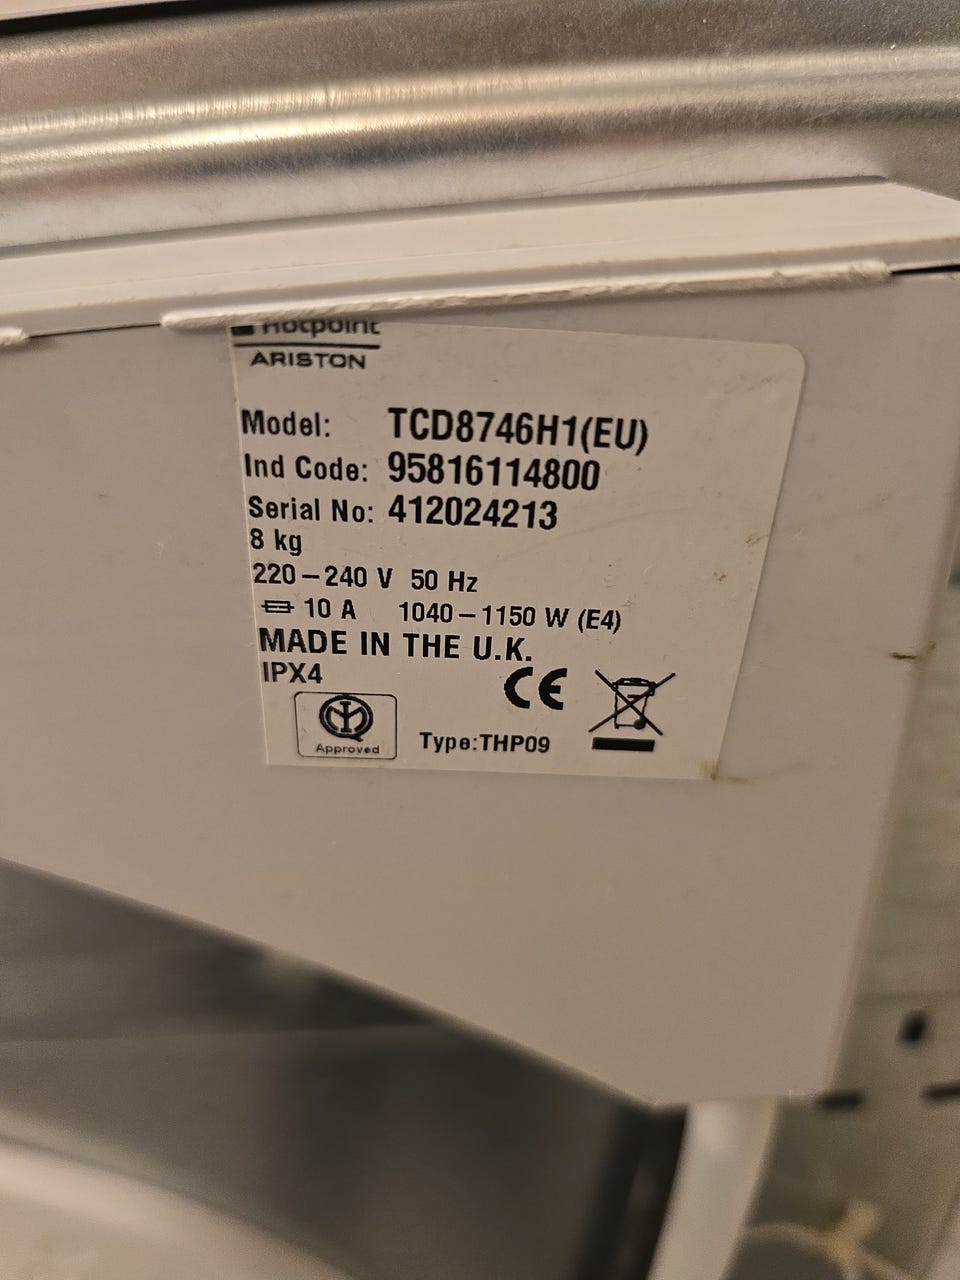 Hotpoint
ARISTON
Model: TCD8746H1(EU)
Ind Code: 95816114800
Serial No: 412024213
8 kg
220-240 V 50 Hz
10 A 1040-1150 W (E4)
MADE IN THE U.K.
IPX4
CE
Approved
Type:THP09